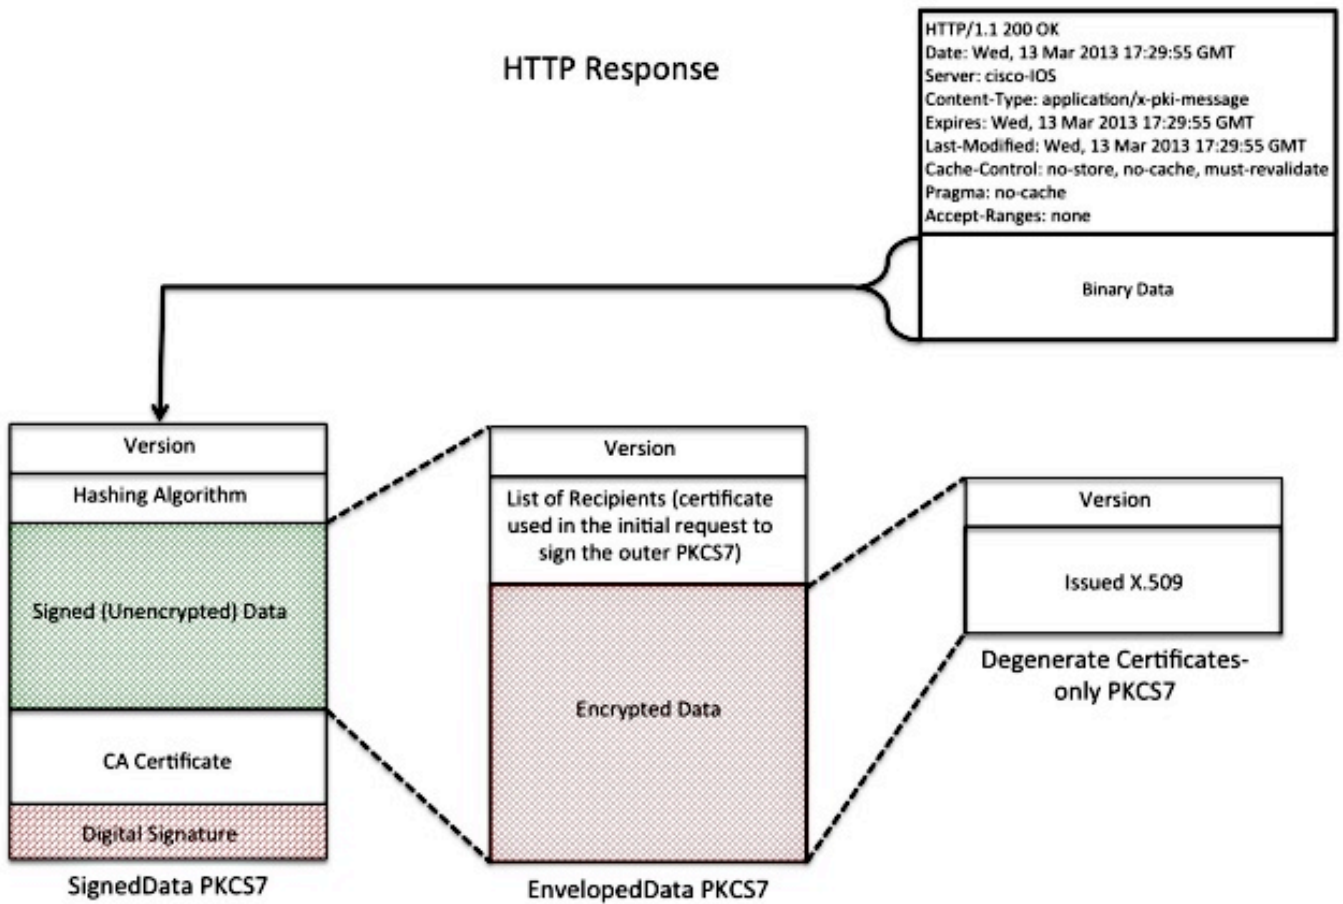 HTTP Response
HTTP/1.1 200 OK
Date: Wed, 13 Mar 2013 17:29:55 GMT
Server: cisco-IOS
Content-Type: application/x-pki-message
Expires: Wed, 13 Mar 2013 17:29:55 GMT
Last-Modified: Wed, 13 Mar 2013 17:29:55 GMT
Cache-Control: no-store, no-cache, must-revalidate
Pragma: no-cache
Accept-Ranges: none
Binary Data
Version
Hashing Algorithm
Signed (Unencrypted) Data
CA Certificate
Digital Signature
SignedData PKCS7
Version
List of Recipients (certificate
used in the initial request to
sign the outer PKCS7)
Encrypted Data
EnvelopedData PKCS7
Version
Issued X.509
Degenerate Certificates-
only PKCS7